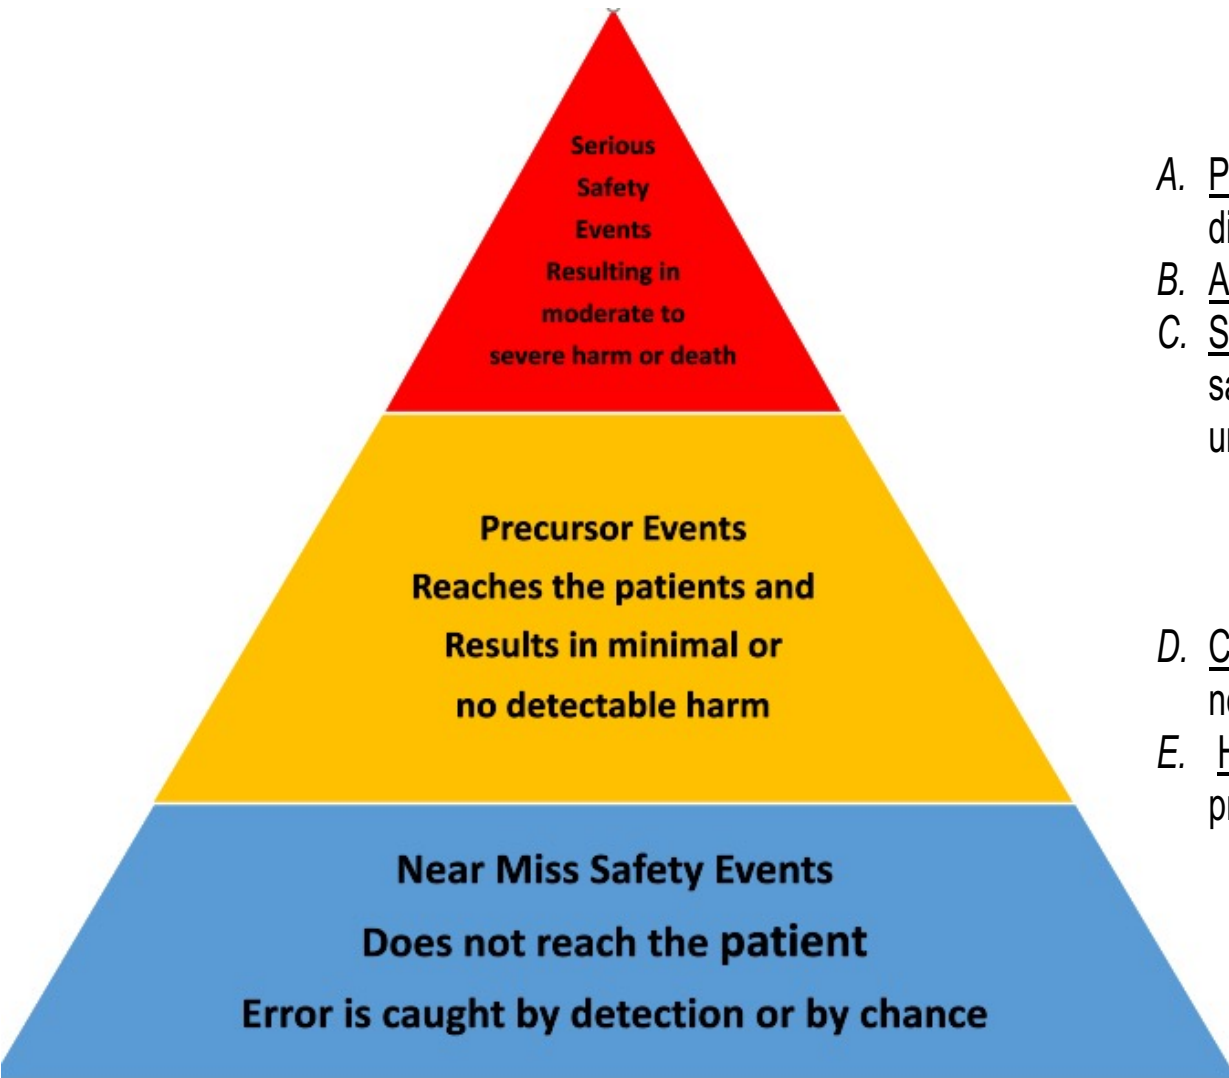 Serious
Safety
Events
Resulting in
moderate to
severe harm or death
Precursor Events
Reaches the patients and
Results in minimal or
no detectable harm
Near Miss Safety Events
Does not reach the patient
Error is caught by detection or by chance
A.
B.
C.
D.
E.